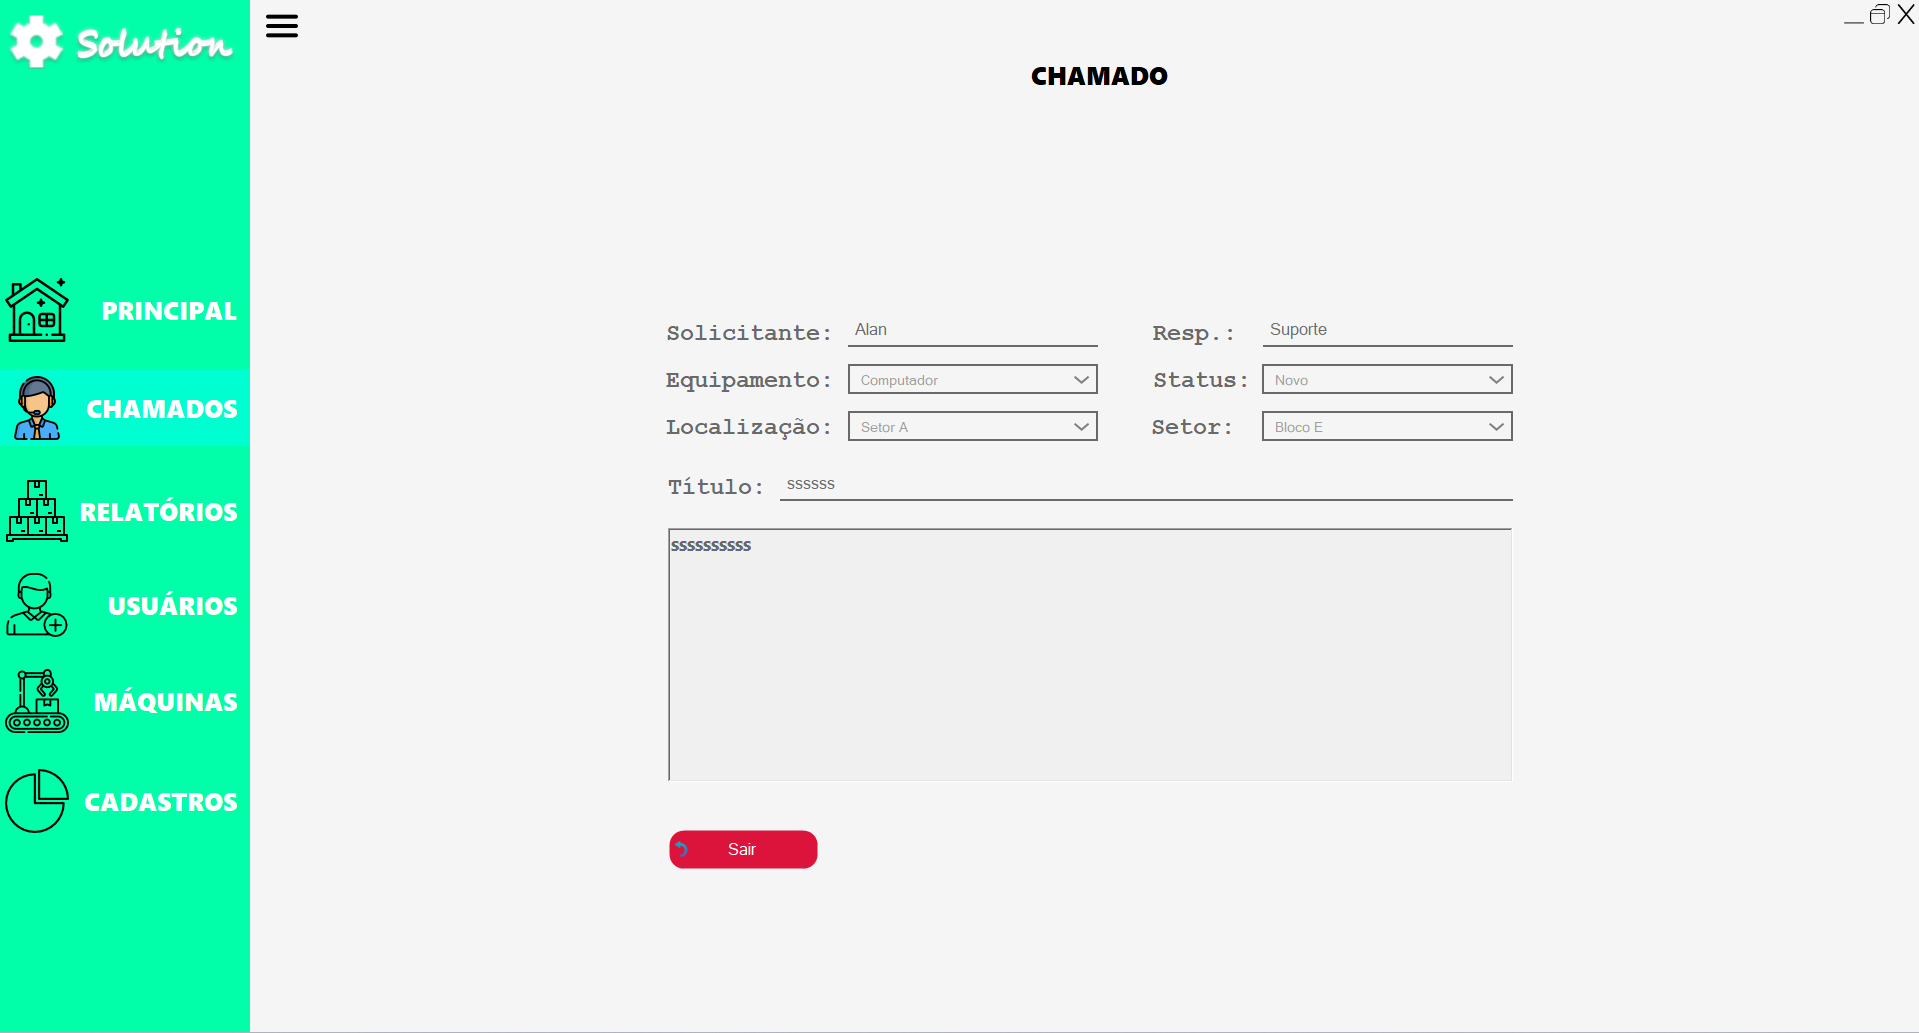 Solution
CHAMADO
PRINCIPAL
CHAMADOS
RELATÓRIOS
USUÁRIOS
MÁQUINAS
CADASTROS
Solicitante: Alan Resp.: Suporte
Equipamento: Computador Status: Novo
Localização: Setor A Setor: Bloco E
Título: ssssss
ssssssssss
Sair